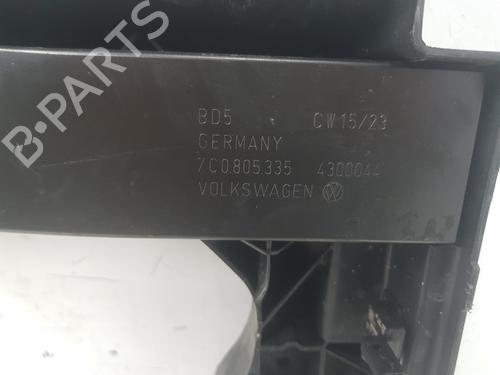 BD5 CW15/23
GERMANY
7C0.805.335 4300044
VOLKSWAGEN
B-PARTS